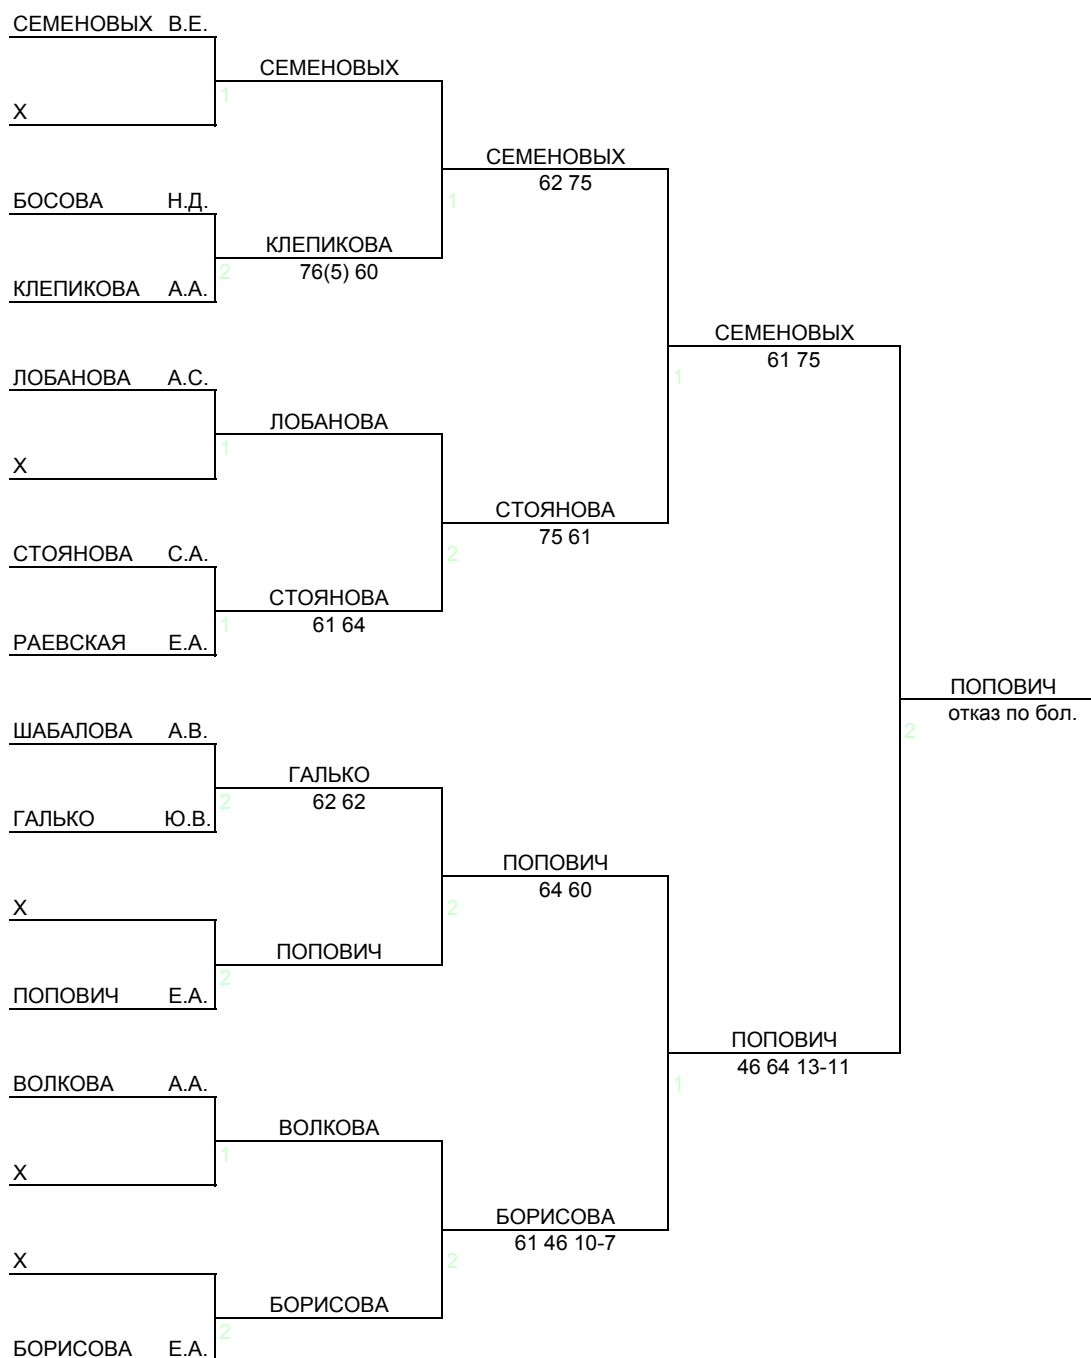 СЕМЕНОВЫХ В.Е.
СЕМЕНОВЫХ
1
Х
СЕМЕНОВЫХ
62 75
БОСОВА Н.Д.
1
КЛЕПИКОВА
76(5) 60
2
КЛЕПИКОВА А.А.
СЕМЕНОВЫХ
61 75
ЛОБАНОВА А.С.
1
ЛОБАНОВА
1
Х
СТОЯНОВА
75 61
СТОЯНОВА С.А.
2
СТОЯНОВА
61 64
1
РАЕВСКАЯ Е.А.
ПОПОВИЧ
отказ по бол.
ШАБАЛОВА А.В.
2
ГАЛЬКО
62 62
2
ГАЛЬКО Ю.В.
ПОПОВИЧ
64 60
Х
2
ПОПОВИЧ
2
ПОПОВИЧ Е.А.
ПОПОВИЧ
46 64 13-11
ВОЛКОВА А.А.
1
ВОЛКОВА
1
Х
БОРИСОВА
61 46 10-7
Х
2
БОРИСОВА
2
БОРИСОВА Е.А.